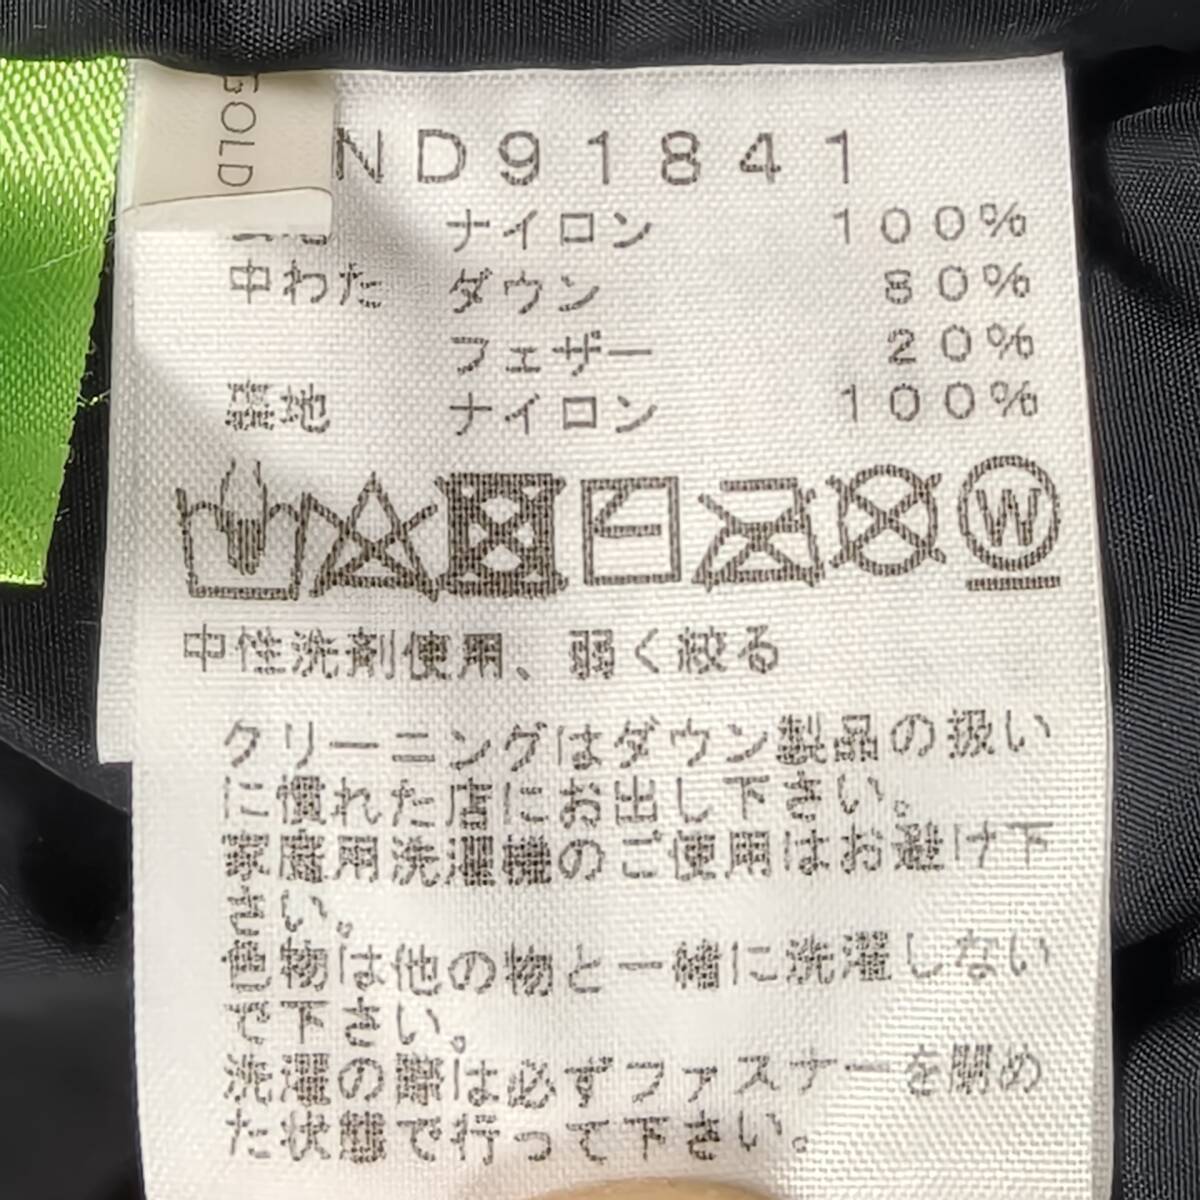 GOLD
ND91841
ナイロン 100%
中わた ダウン 80%
フェザー 20%
裏地 ナイロン 100%
W
中性洗剤使用、弱く絞る
クリーニングはダウン製品の扱い
に慣れた店にお出し下さい。
家庭用洗濯機のご使用はお避け下
さい。
色物は他の物と一緒に洗濯しない
で下さい。
洗濯の際は必ずファスナーを閉め
た状態で行って下さい。